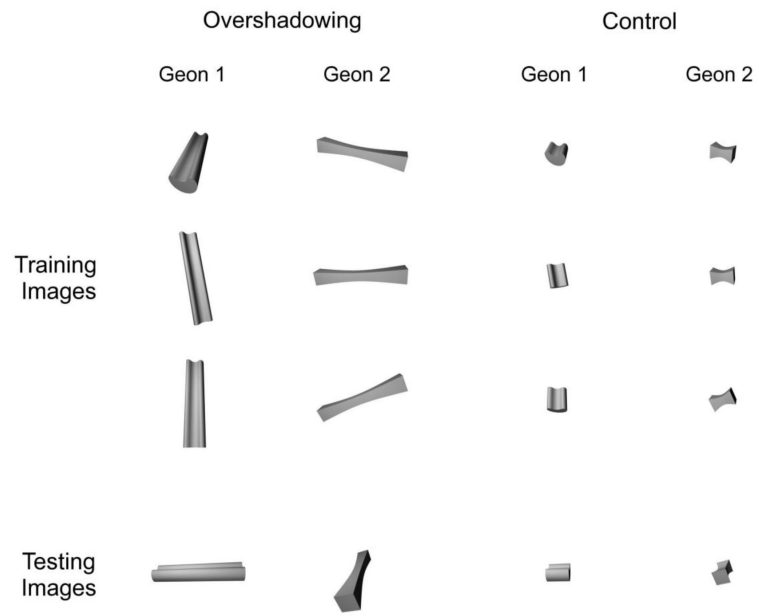 Overshadowing
Control
Geon 1
Geon 2
Geon 1
Geon 2
Training
Images
Testing
Images